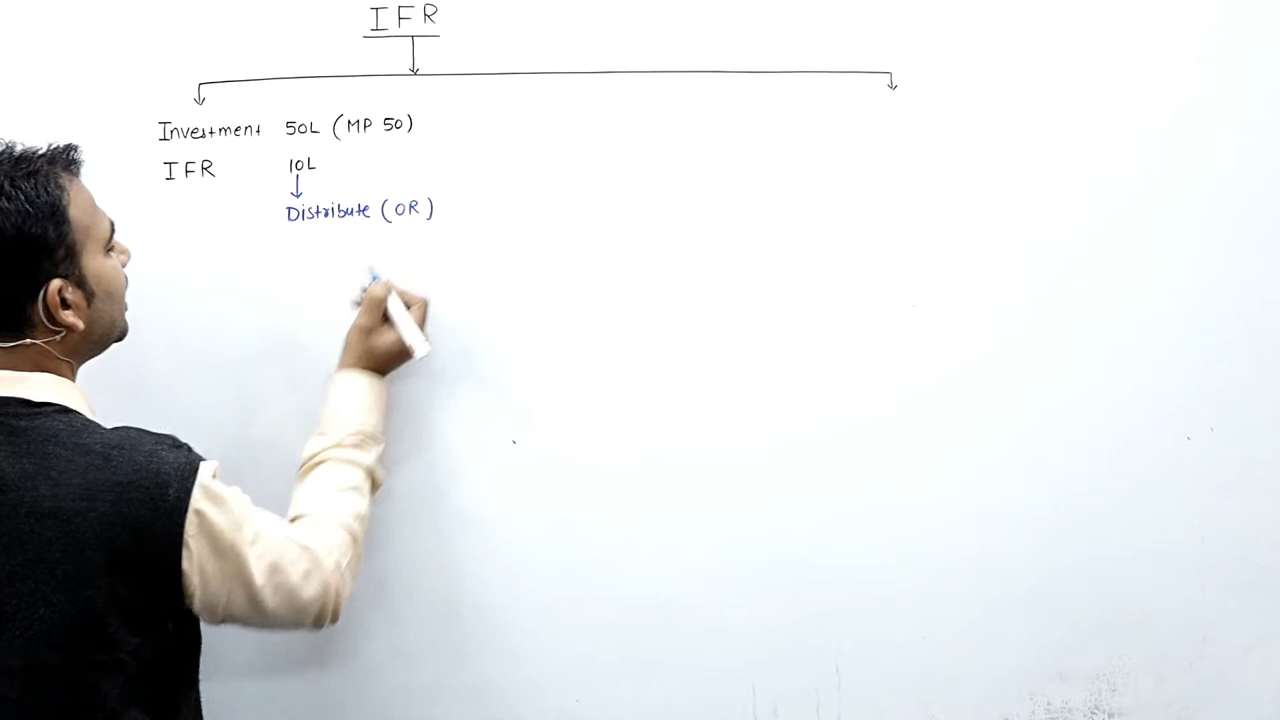 IFR
Investment 50L (MP 50)
IFR 10L
Distribute (OR)